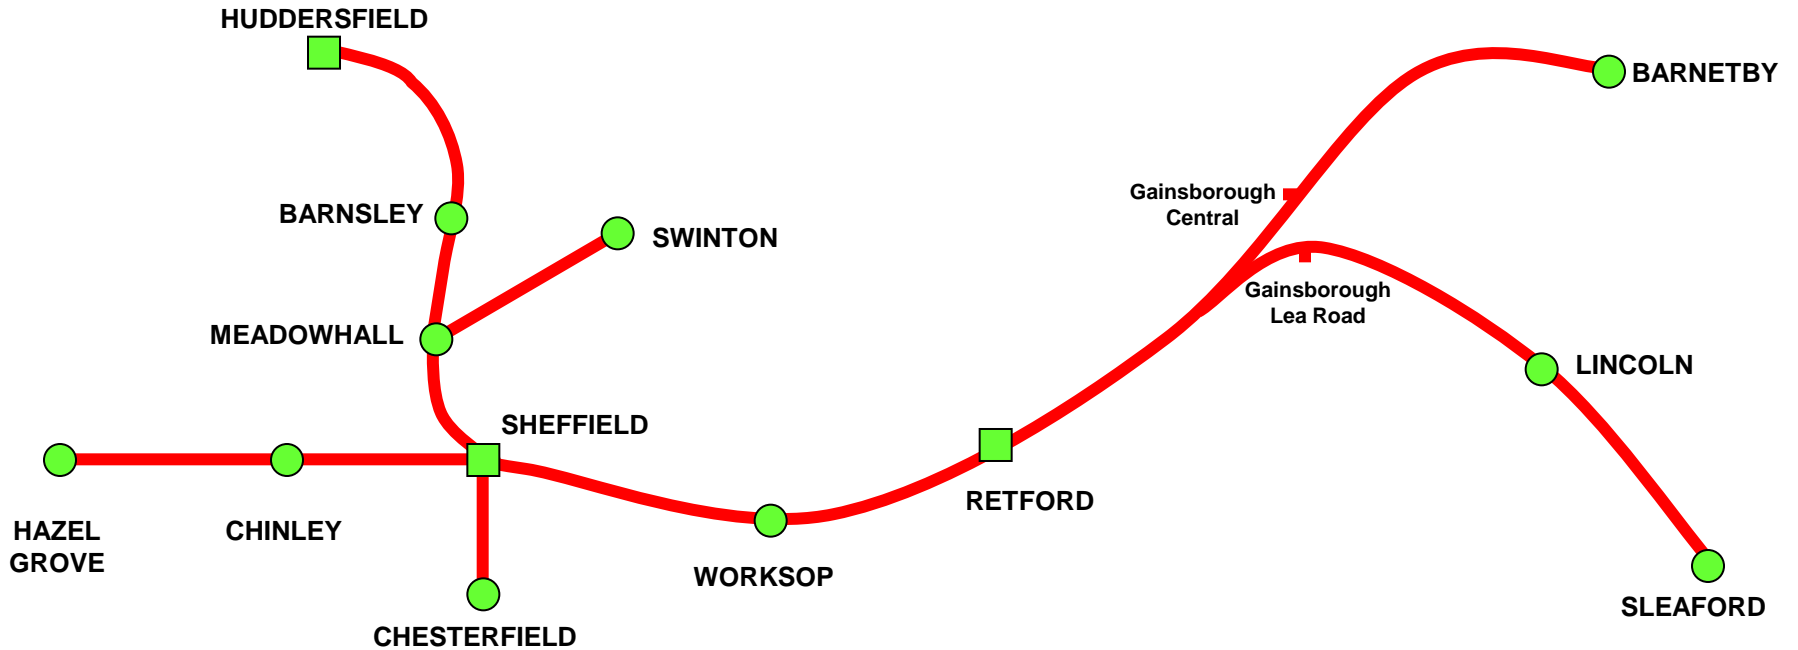 HUDDERSFIELD
BARNETBY
Gainsborough
Central
BARNSLEY
SWINTON
Gainsborough
Lea Road
MEADOWHALL
LINCOLN
SHEFFIELD
RETFORD
HAZEL
GROVE
CHINLEY
WORKSOP
SLEAFORD
CHESTERFIELD